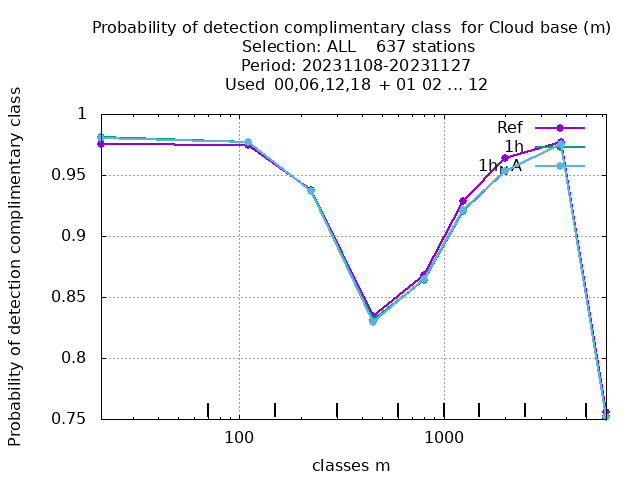 Probability of detection complimentary class  for Cloud base (m)
Selection: ALL    637 stations
Period: 20231108-20231127
Used  00,06,12,18  + 01 02 ... 12
Probability of detection complimentary class
1
0.95
0.9
0.85
0.8
0.75
Ref
1h
1h_A
100
1000
classes m